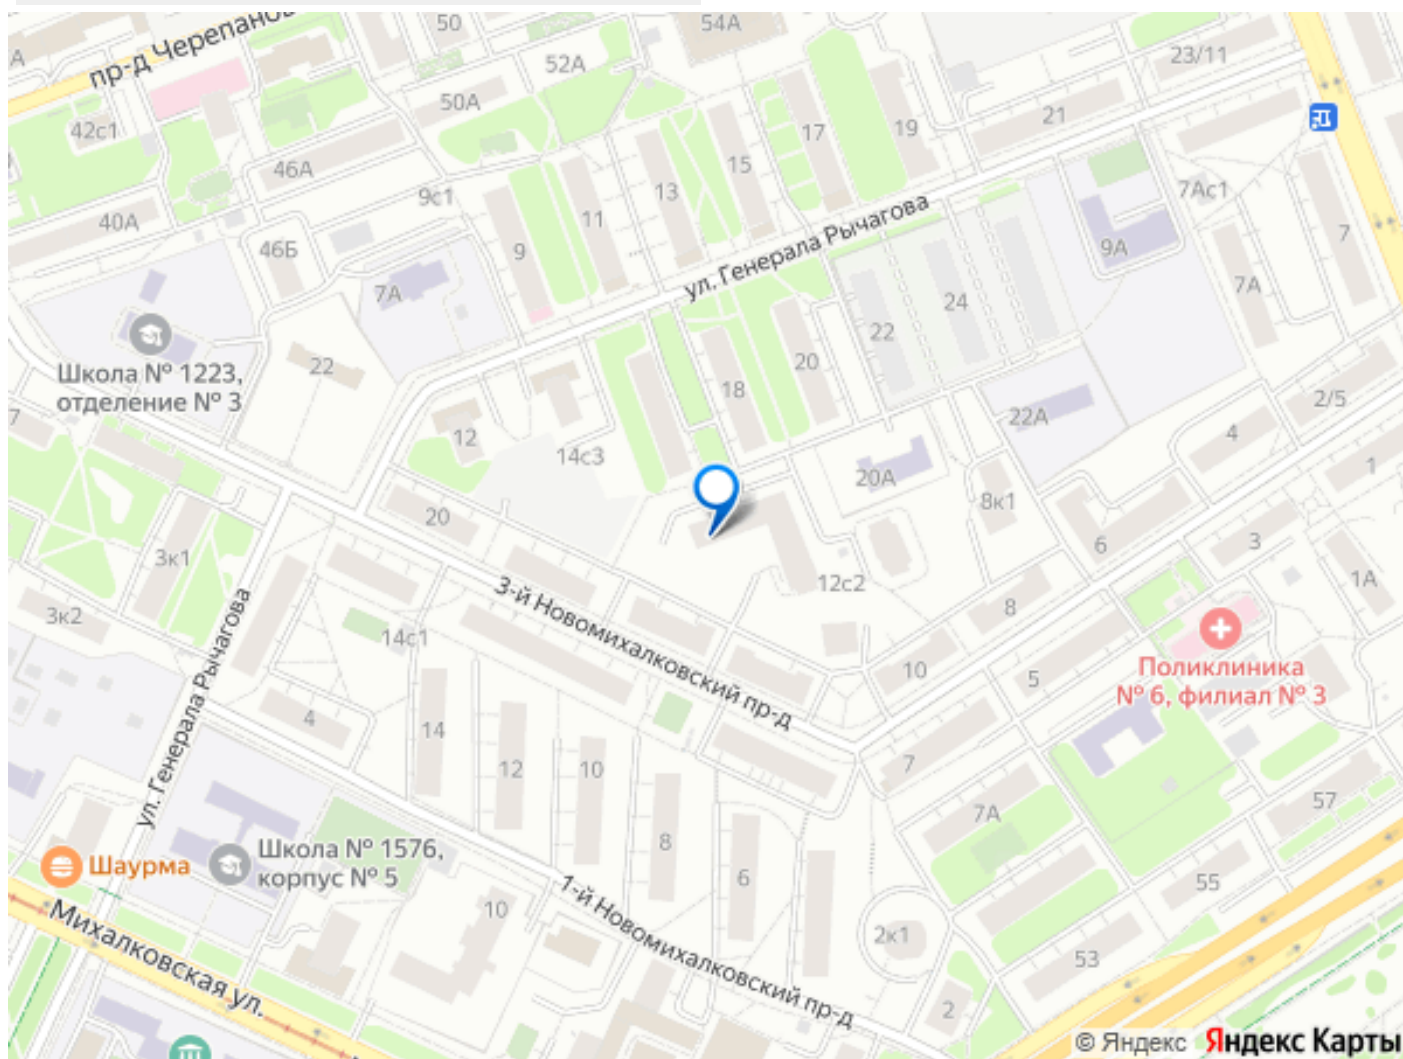 пр-д Черепанов
50
54А
52А
23/11
50А
42с1
21
17
19
46А
15
13
9с1
7Ас1
40А
11
46Б
9
ул. Генерала Рычагова
9А
7
7А
7А
24
22
22
20
18
Школа № 1223,
отделение № 3
2/5
7
12
14с3
22А
4
1
20А
8к1
20
6
3
3к1
12с2
1А
3-й Новомихалковский пр-д
8
3к2
14с1
ул. Генерала Рычагова
10
5
Поликлиника
№ 6, филиал № 3
4
14
12
10
7
7А
57
8
6
Школа № 1576,
корпус № 5
Шаурма
55
10
1-й Новомихалковский пр-д
Михалковская ул.
2к1
53
2
© Яндекс Яндекс Карты